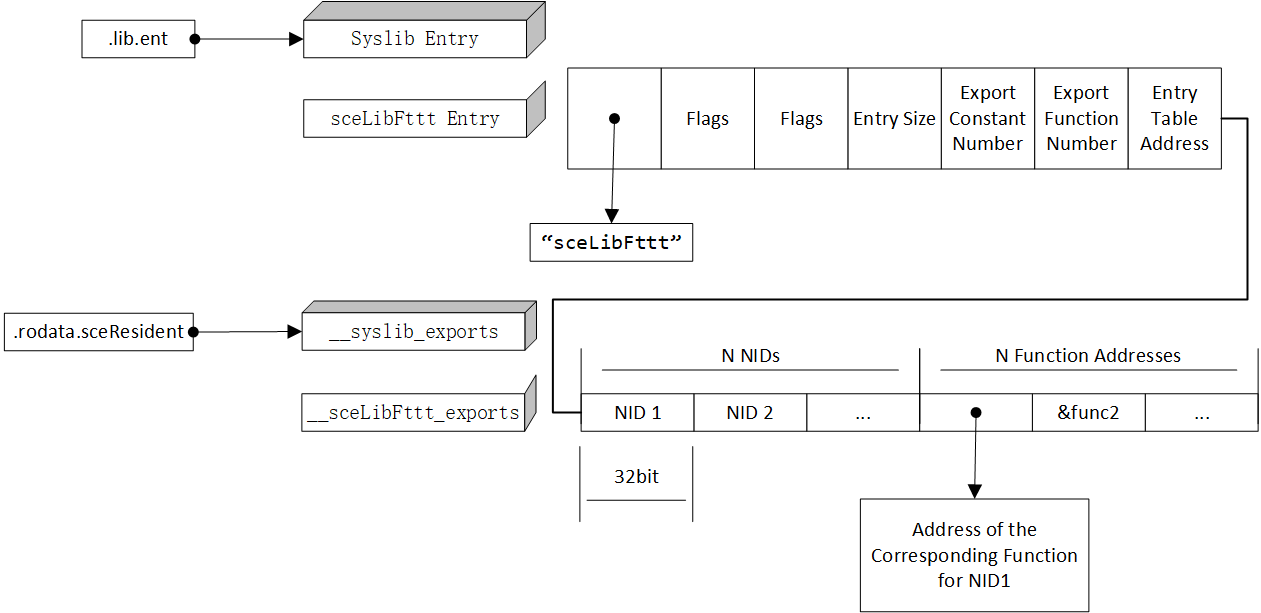 .lib.ent
Syslib Entry
sceLibFttt Entry
Flags
Flags
Entry Size
Export
Constant
Number
Export
Function
Number
Entry
Table
Address
“sceLibFttt”
.rodata.sceResident
__syslib_exports
N NIDs
N Function Addresses
__sceLibFttt_exports
NID 1
NID 2
...
&func2
...
32bit
Address of the
Corresponding Function
for NID1